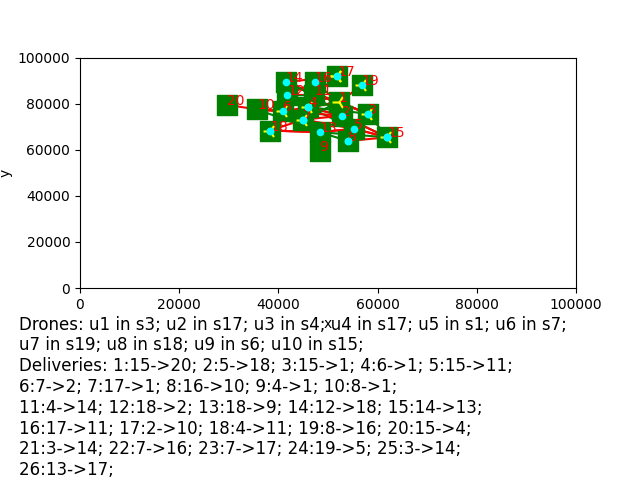 100000
80000
60000
40000
20000
0
y
0 20000 40000 60000 80000 100000
x
17
19
20
10
15
Drones: u1 in s3; u2 in s17; u3 in s4; u4 in s17; u5 in s1; u6 in s7;
u7 in s19; u8 in s18; u9 in s6; u10 in s15;
Deliveries: 1:15->20; 2:5->18; 3:15->1; 4:6->1; 5:15->11;
6:7->2; 7:17->1; 8:16->10; 9:4->1; 10:8->1;
11:4->14; 12:18->2; 13:18->9; 14:12->18; 15:14->13;
16:17->11; 17:2->10; 18:4->11; 19:8->16; 20:15->4;
21:3->14; 22:7->16; 23:7->17; 24:19->5; 25:3->14;
26:13->17;